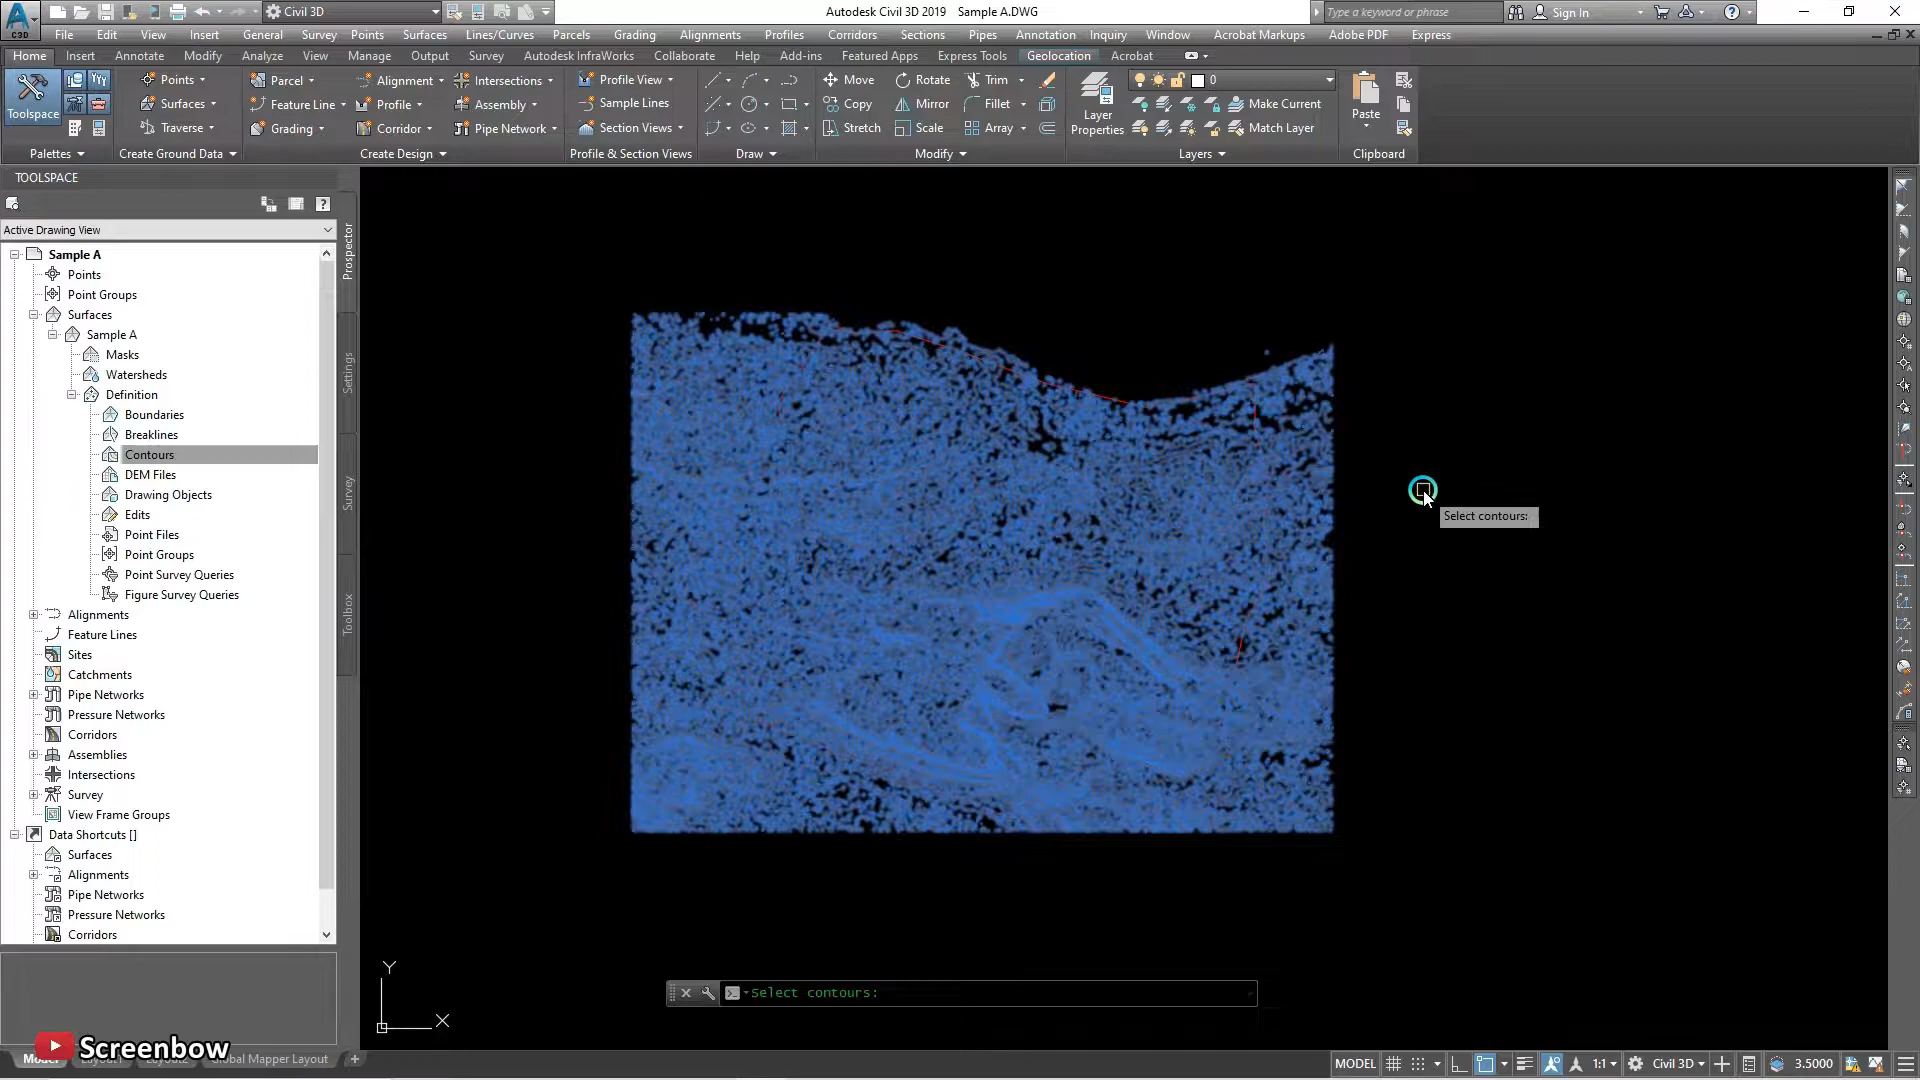 C3D
Civil 3D
Autodesk Civil 3D 2019 Sample A.DWG
Type a keyword or phrase
Sign In
File Edit View Insert General Survey Points Surfaces Lines/Curves Parcels Grading Alignments Profiles Corridors Sections Pipes Annotation Inquiry Window Acrobat Markups Adobe PDF Express
Home Insert Annotate Modify Analyze View Manage Output Survey Autodesk InfraWorks Collaborate Help Add-ins Featured Apps Express Tools Geolocation Acrobat
Points Parcel Alignment Intersections Profile View Move Rotate Trim 0
Toolspace Surfaces Feature Line Profile Assembly Sample Lines Copy Mirror Fillet Layer Properties Make Current Paste
Traverse Grading Corridor Pipe Network Section Views Stretch Scale Array Match Layer
Palettes Create Ground Data Create Design Profile & Section Views Draw Modify Layers Clipboard
TOOLSPACE
Active Drawing View
Prospector
Settings
Survey
Toolbox
Sample A
Points
Point Groups
Surfaces
Sample A
Masks
Watersheds
Definition
Boundaries
Breaklines
Contours
DEM Files
Drawing Objects
Edits
Point Files
Point Groups
Point Survey Queries
Figure Survey Queries
Alignments
Feature Lines
Sites
Catchments
Pipe Networks
Pressure Networks
Corridors
Assemblies
Intersections
Survey
View Frame Groups
Data Shortcuts []
Surfaces
Alignments
Pipe Networks
Pressure Networks
Corridors
Select contours:
Y
X
Select contours:
Screenbow
Global Mapper Layout
MODEL 1:1 Civil 3D 3.5000